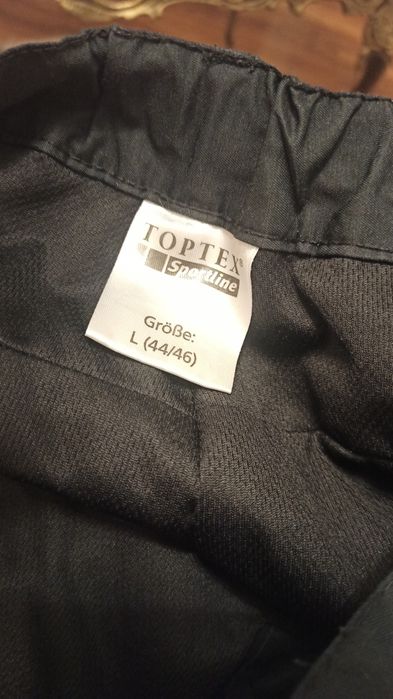 TOPTEX®
Sportline
Größe:
L (44/46)